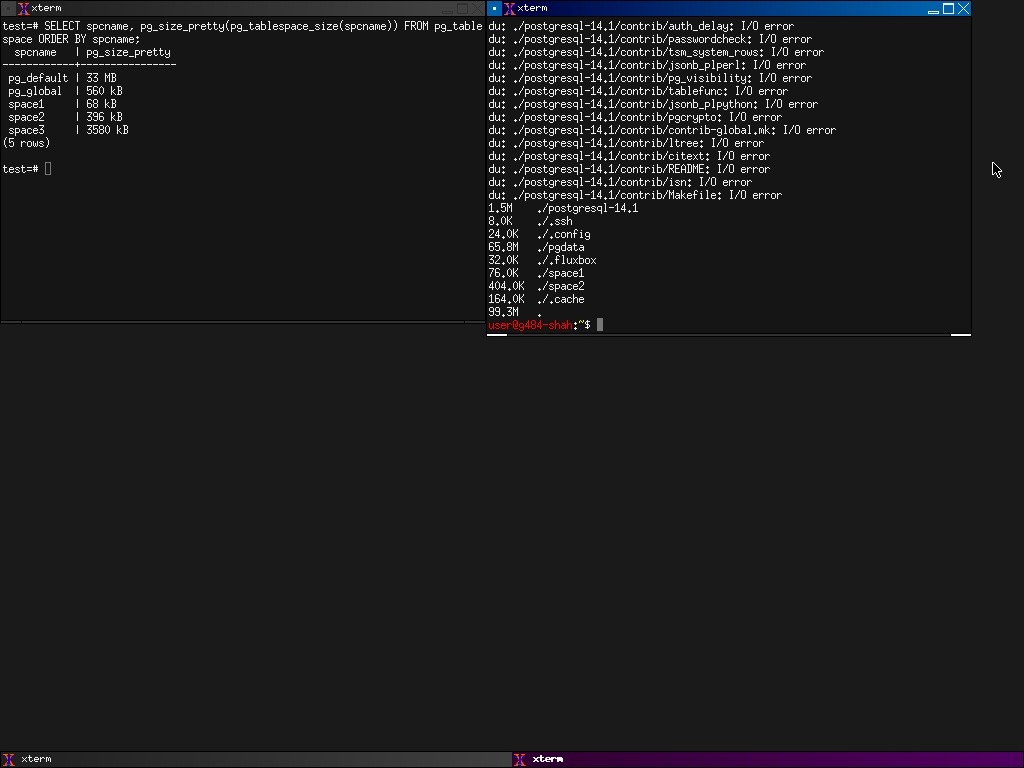 xterm
test=# SELECT spcname, pg_size_pretty(pg_tablespace_size(spcname)) FROM pg_table
space ORDER BY spcname;
  spcname   | pg_size_pretty
------------+----------------
 pg_default | 33 MB
 pg_global  | 560 kB
 space1     | 68 kB
 space2     | 396 kB
 space3     | 3580 kB
(5 rows)
test=#
xterm
du: ./postgresql-14.1/contrib/auth_delay: I/O error
du: ./postgresql-14.1/contrib/passwordcheck: I/O error
du: ./postgresql-14.1/contrib/tsm_system_rows: I/O error
du: ./postgresql-14.1/contrib/jsonb_plperl: I/O error
du: ./postgresql-14.1/contrib/pg_visibility: I/O error
du: ./postgresql-14.1/contrib/tablefunc: I/O error
du: ./postgresql-14.1/contrib/jsonb_plpython: I/O error
du: ./postgresql-14.1/contrib/pgcrypto: I/O error
du: ./postgresql-14.1/contrib/contrib-global.mk: I/O error
du: ./postgresql-14.1/contrib/ltree: I/O error
du: ./postgresql-14.1/contrib/citext: I/O error
du: ./postgresql-14.1/contrib/README: I/O error
du: ./postgresql-14.1/contrib/isn: I/O error
du: ./postgresql-14.1/contrib/Makefile: I/O error
1.5M    ./postgresql-14.1
8.0K    ./.ssh
24.0K   ./.config
65.8M   ./pgdata
32.0K   ./.fluxbox
76.0K   ./space1
404.0K  ./space2
164.0K  ./.cache
99.3M   .
user@g484-shah:~$
xterm
xterm